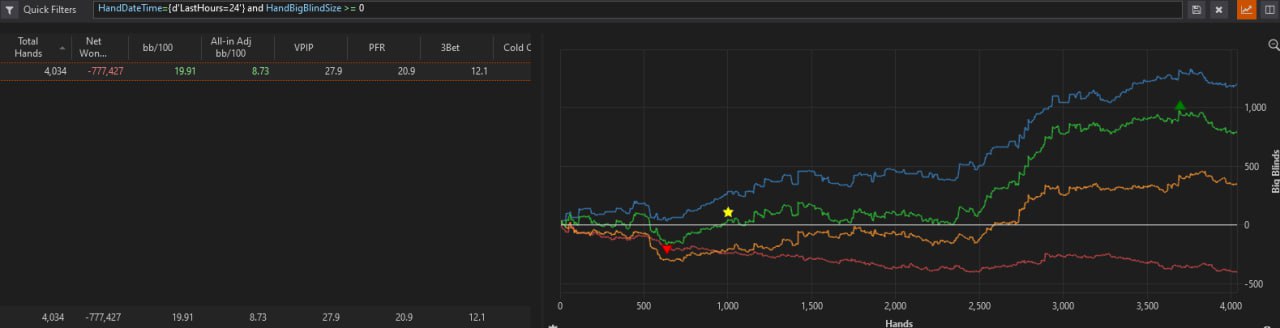 Quick Filters HandDateTime={d'LastHours=24'} and HandBigBlindSize >= 0
Total Hands Net Won... bb/100 All-in Adj bb/100 VPIP PFR 3Bet Cold C
4,034 -777,427 19.91 8.73 27.9 20.9 12.1
4,034 -777,427 19.91 8.73 27.9 20.9 12.1
1,000
500
0
-500
Big Blinds
0 500 1,000 1,500 2,000 2,500 3,000 3,500 4,000
Hands